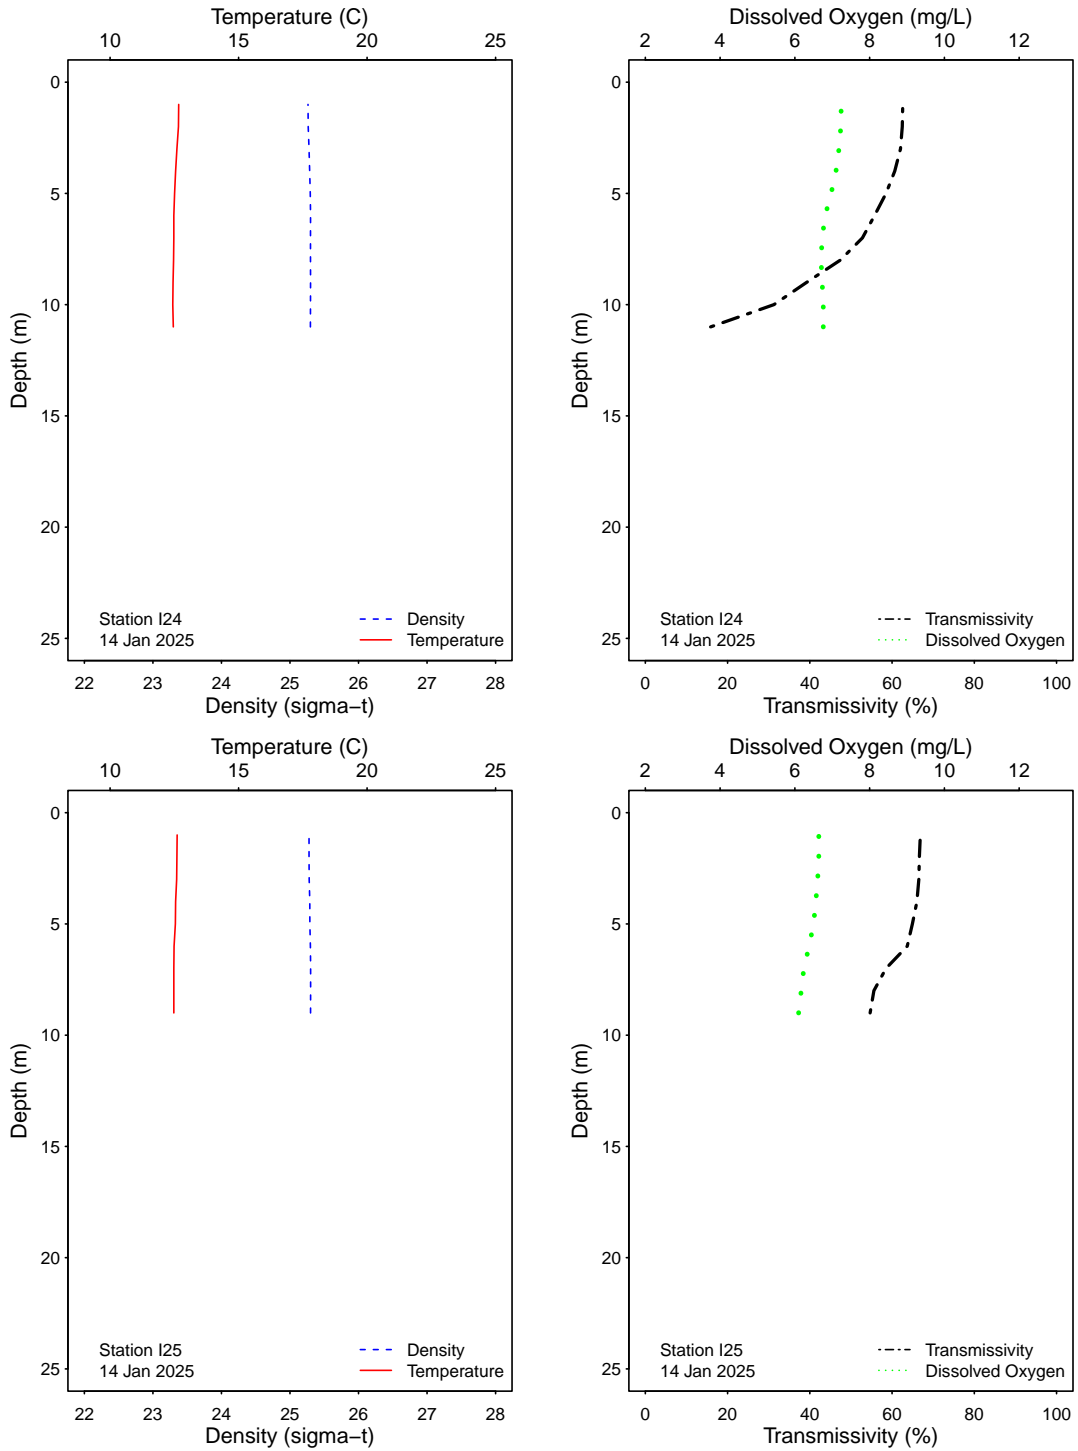 Temperature (C)
10 15 20 25
0
5
10
15
20
25
Depth (m)
Station I24
14 Jan 2025
Density
Temperature
22 23 24 25 26 27 28
Density (sigma−t)
Dissolved Oxygen (mg/L)
2 4 6 8 10 12
0
5
10
15
20
25
Depth (m)
Station I24
14 Jan 2025
Transmissivity
Dissolved Oxygen
0 20 40 60 80 100
Transmissivity (%)
Temperature (C)
10 15 20 25
0
5
10
15
20
25
Depth (m)
Station I25
14 Jan 2025
Density
Temperature
22 23 24 25 26 27 28
Density (sigma−t)
Dissolved Oxygen (mg/L)
2 4 6 8 10 12
0
5
10
15
20
25
Depth (m)
Station I25
14 Jan 2025
Transmissivity
Dissolved Oxygen
0 20 40 60 80 100
Transmissivity (%)